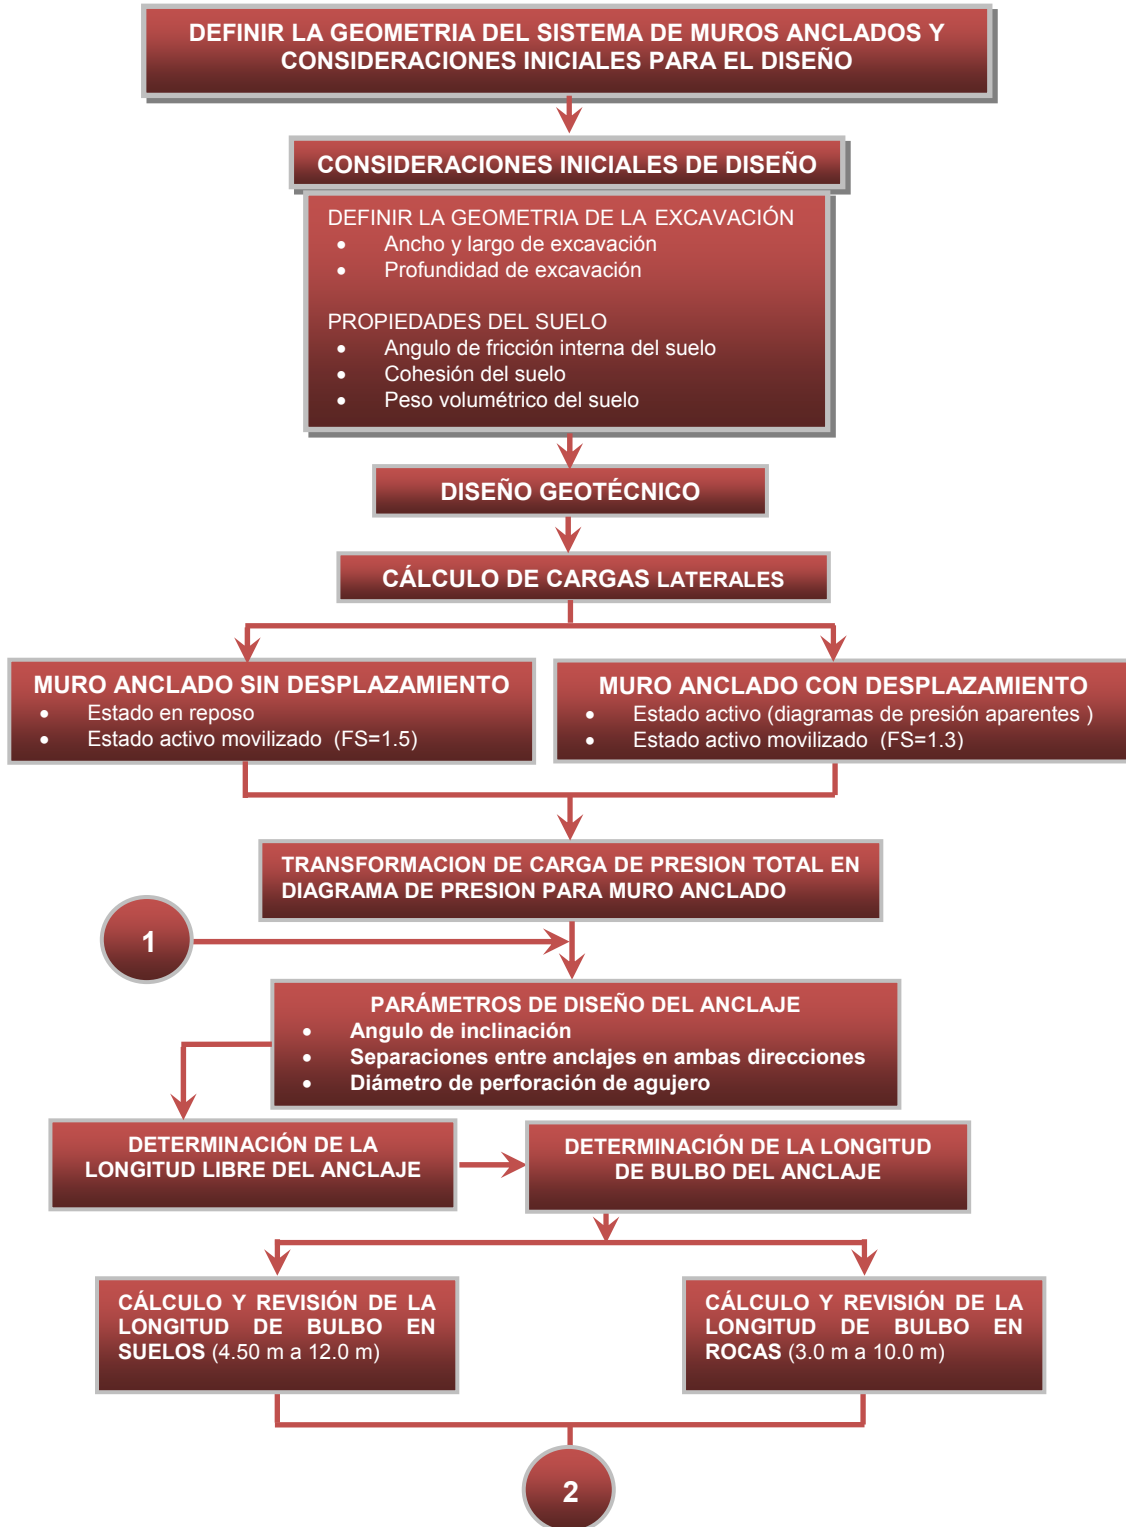 DEFINIR LA GEOMETRIA DEL SISTEMA DE MUROS ANCLADOS Y
CONSIDERACIONES INICIALES PARA EL DISEÑO
CONSIDERACIONES INICIALES DE DISEÑO
DEFINIR LA GEOMETRIA DE LA EXCAVACIÓN
• Ancho y largo de excavación
• Profundidad de excavación
PROPIEDADES DEL SUELO
• Angulo de fricción interna del suelo
• Cohesión del suelo
• Peso volumétrico del suelo
DISEÑO GEOTÉCNICO
CÁLCULO DE CARGAS LATERALES
MURO ANCLADO SIN DESPLAZAMIENTO
• Estado en reposo
• Estado activo movilizado (FS=1.5)
MURO ANCLADO CON DESPLAZAMIENTO
• Estado activo (diagramas de presión aparentes )
• Estado activo movilizado (FS=1.3)
TRANSFORMACION DE CARGA DE PRESION TOTAL EN
DIAGRAMA DE PRESION PARA MURO ANCLADO
1
PARÁMETROS DE DISEÑO DEL ANCLAJE
• Angulo de inclinación
• Separaciones entre anclajes en ambas direcciones
• Diámetro de perforación de agujero
DETERMINACIÓN DE LA
LONGITUD LIBRE DEL ANCLAJE
DETERMINACIÓN DE LA LONGITUD
DE BULBO DEL ANCLAJE
CÁLCULO Y REVISIÓN DE LA
LONGITUD DE BULBO EN
SUELOS (4.50 m a 12.0 m)
CÁLCULO Y REVISIÓN DE LA
LONGITUD DE BULBO EN
ROCAS (3.0 m a 10.0 m)
2